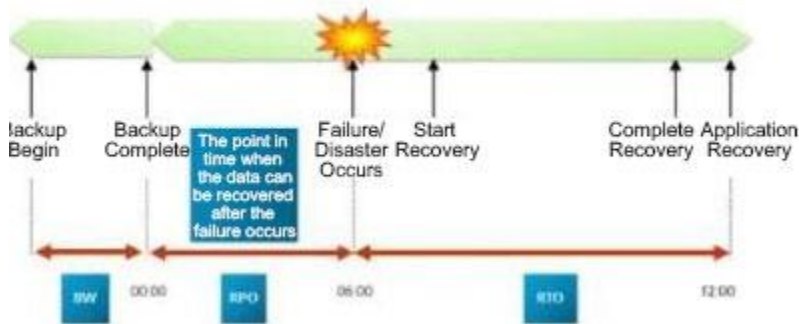 Backup
Begin
Backup
Complete
The point in
time when
the data can
be recovered
after the
failure occurs
Failure/
Disaster
Occurs
Start
Recovery
Complete
Recovery
Application
Recovery
BW
00:00
RPO
06:00
RTO
12:00